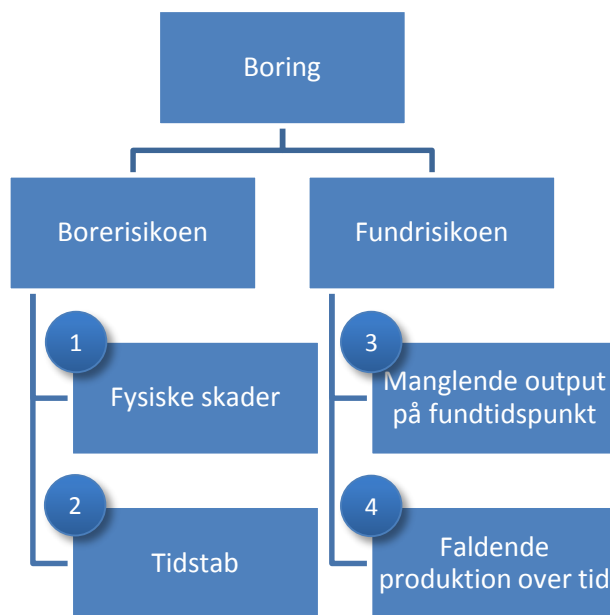 Boring
Borerisikoen
Fundrisikoen
1
Fysiske skader
2
Tidstab
3
Manglende output
på fundtidspunkt
4
Faldende
produktion over tid